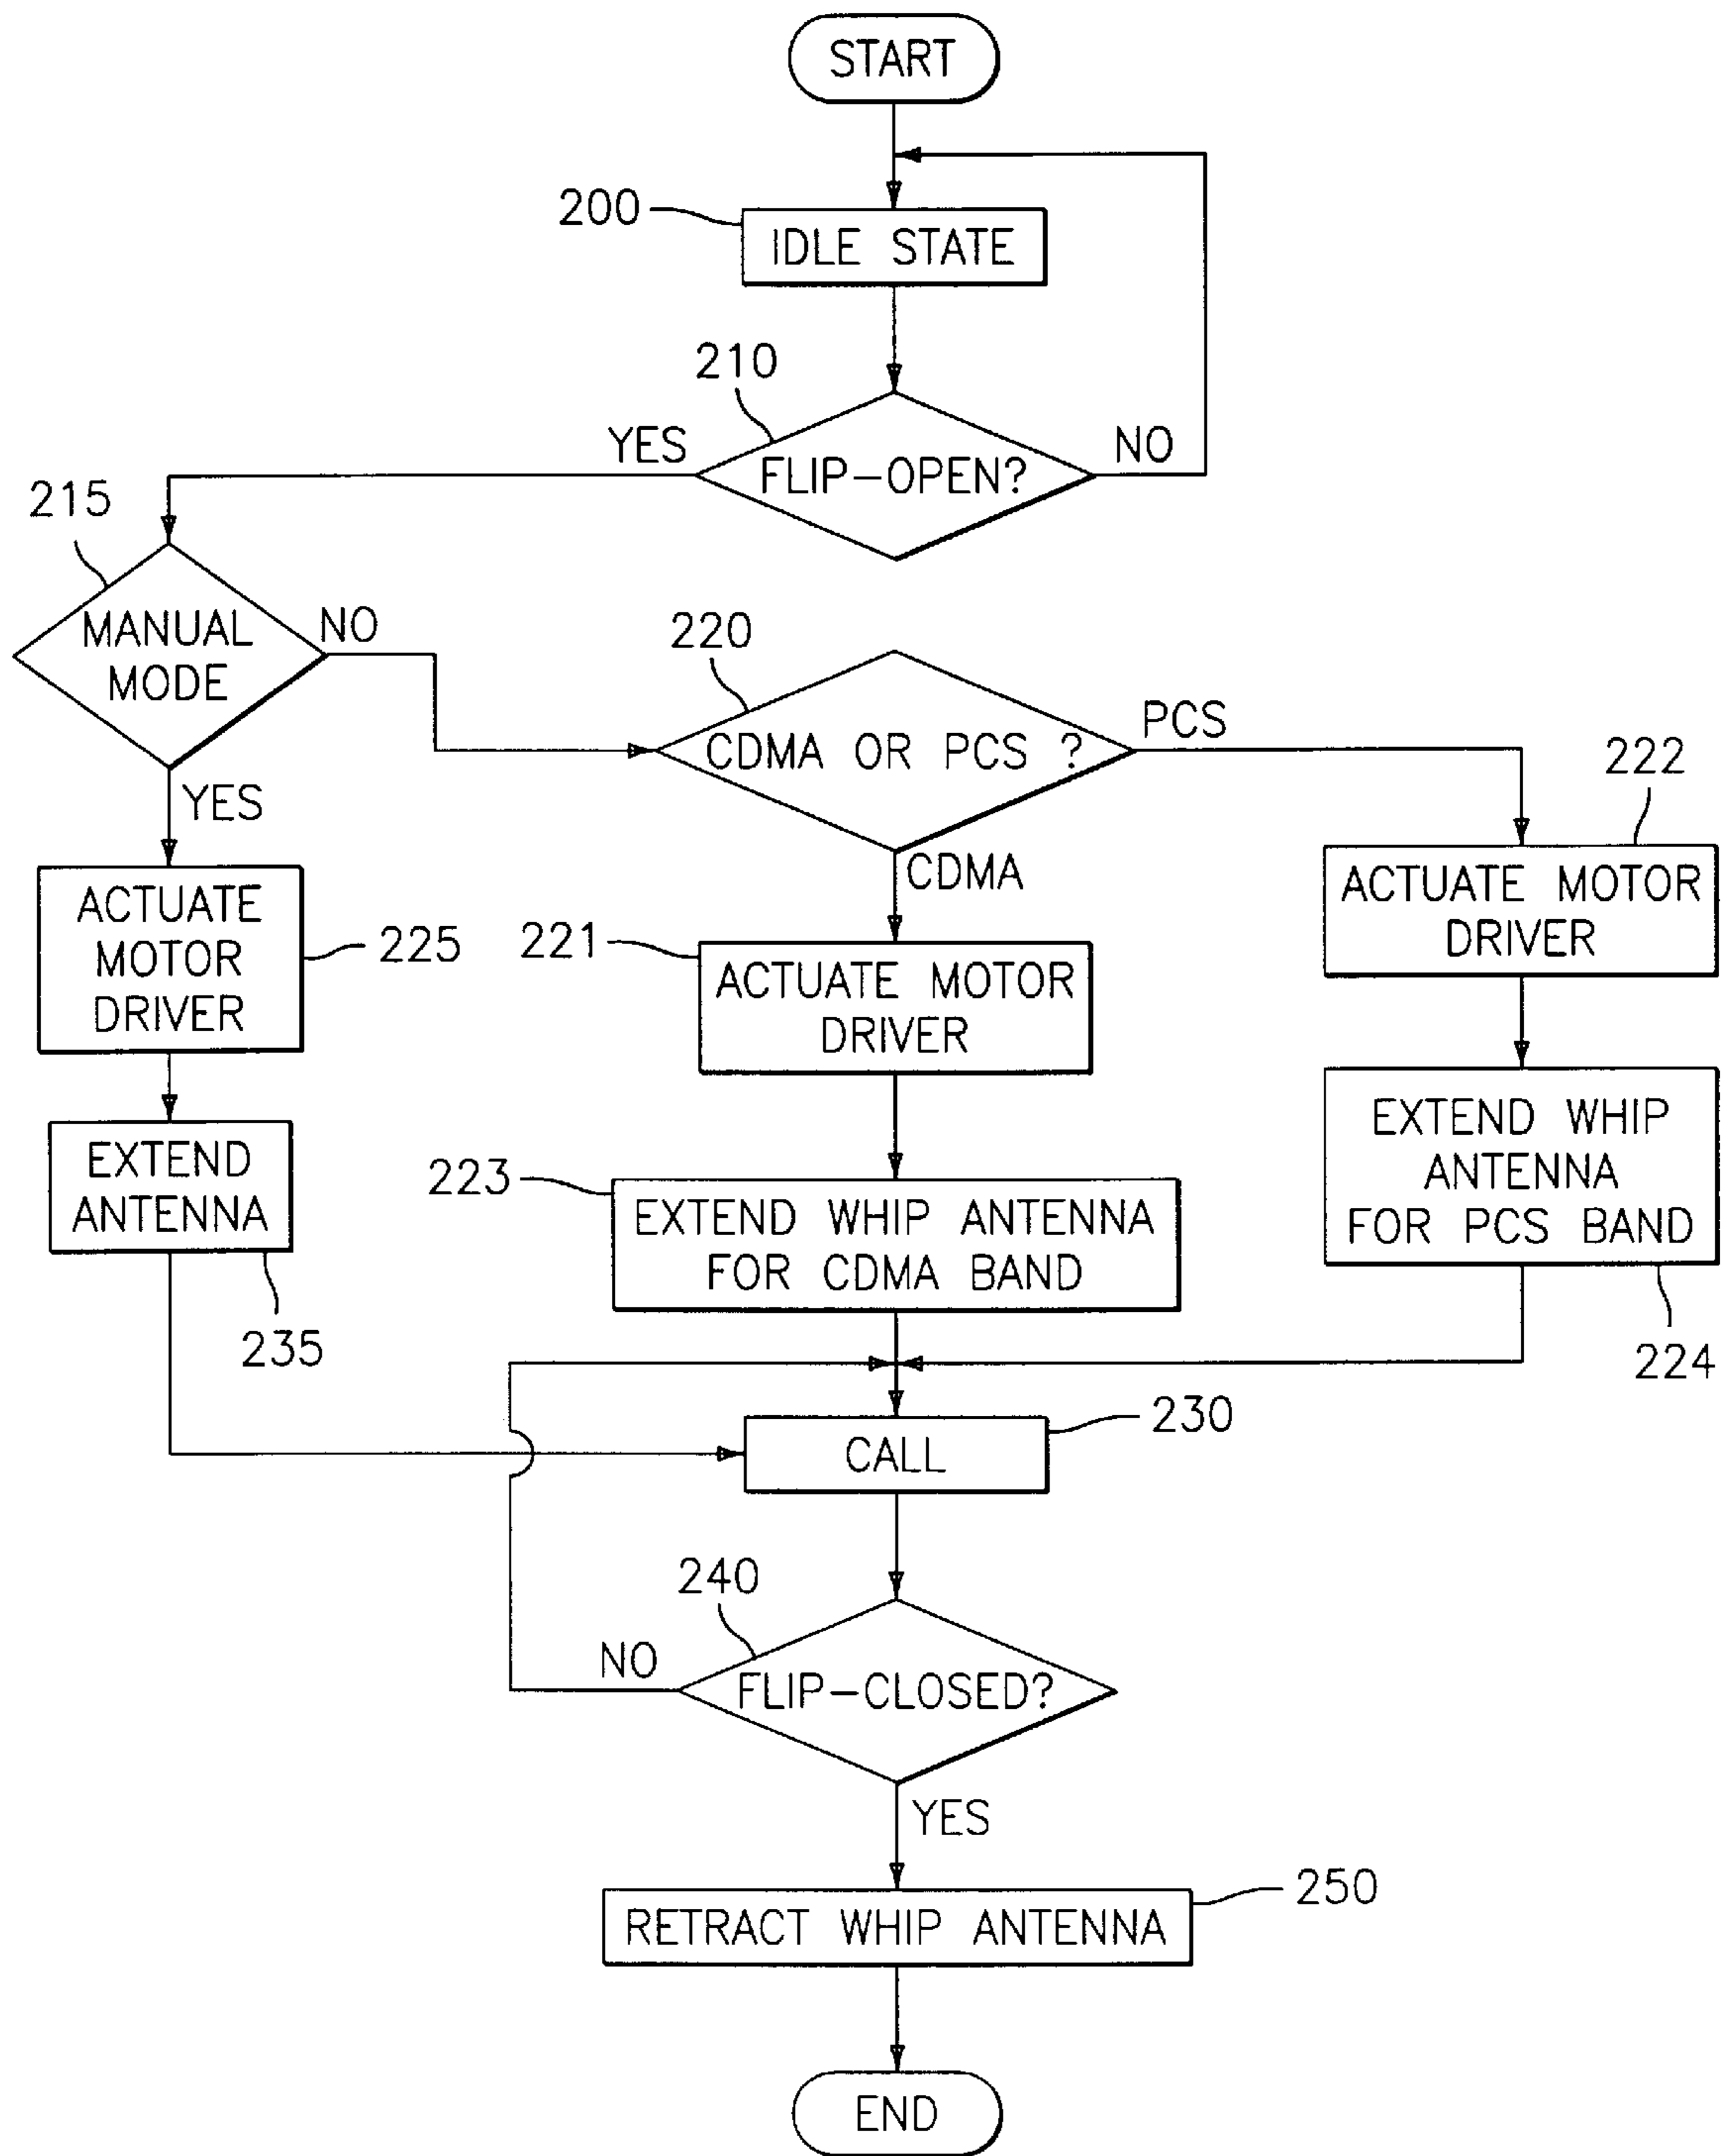 START
200
IDLE STATE
210
YES
FLIP-OPEN?
NO
215
MANUAL
MODE
NO
YES
220
CDMA OR PCS ?
PCS
CDMA
222
ACTUATE MOTOR
DRIVER
ACTUATE
MOTOR
DRIVER
225
221
ACTUATE MOTOR
DRIVER
EXTEND
ANTENNA
235
223
EXTEND WHIP ANTENNA
FOR CDMA BAND
EXTEND WHIP
ANTENNA
FOR PCS BAND
224
230
CALL
240
NO
FLIP-CLOSED?
YES
250
RETRACT WHIP ANTENNA
END